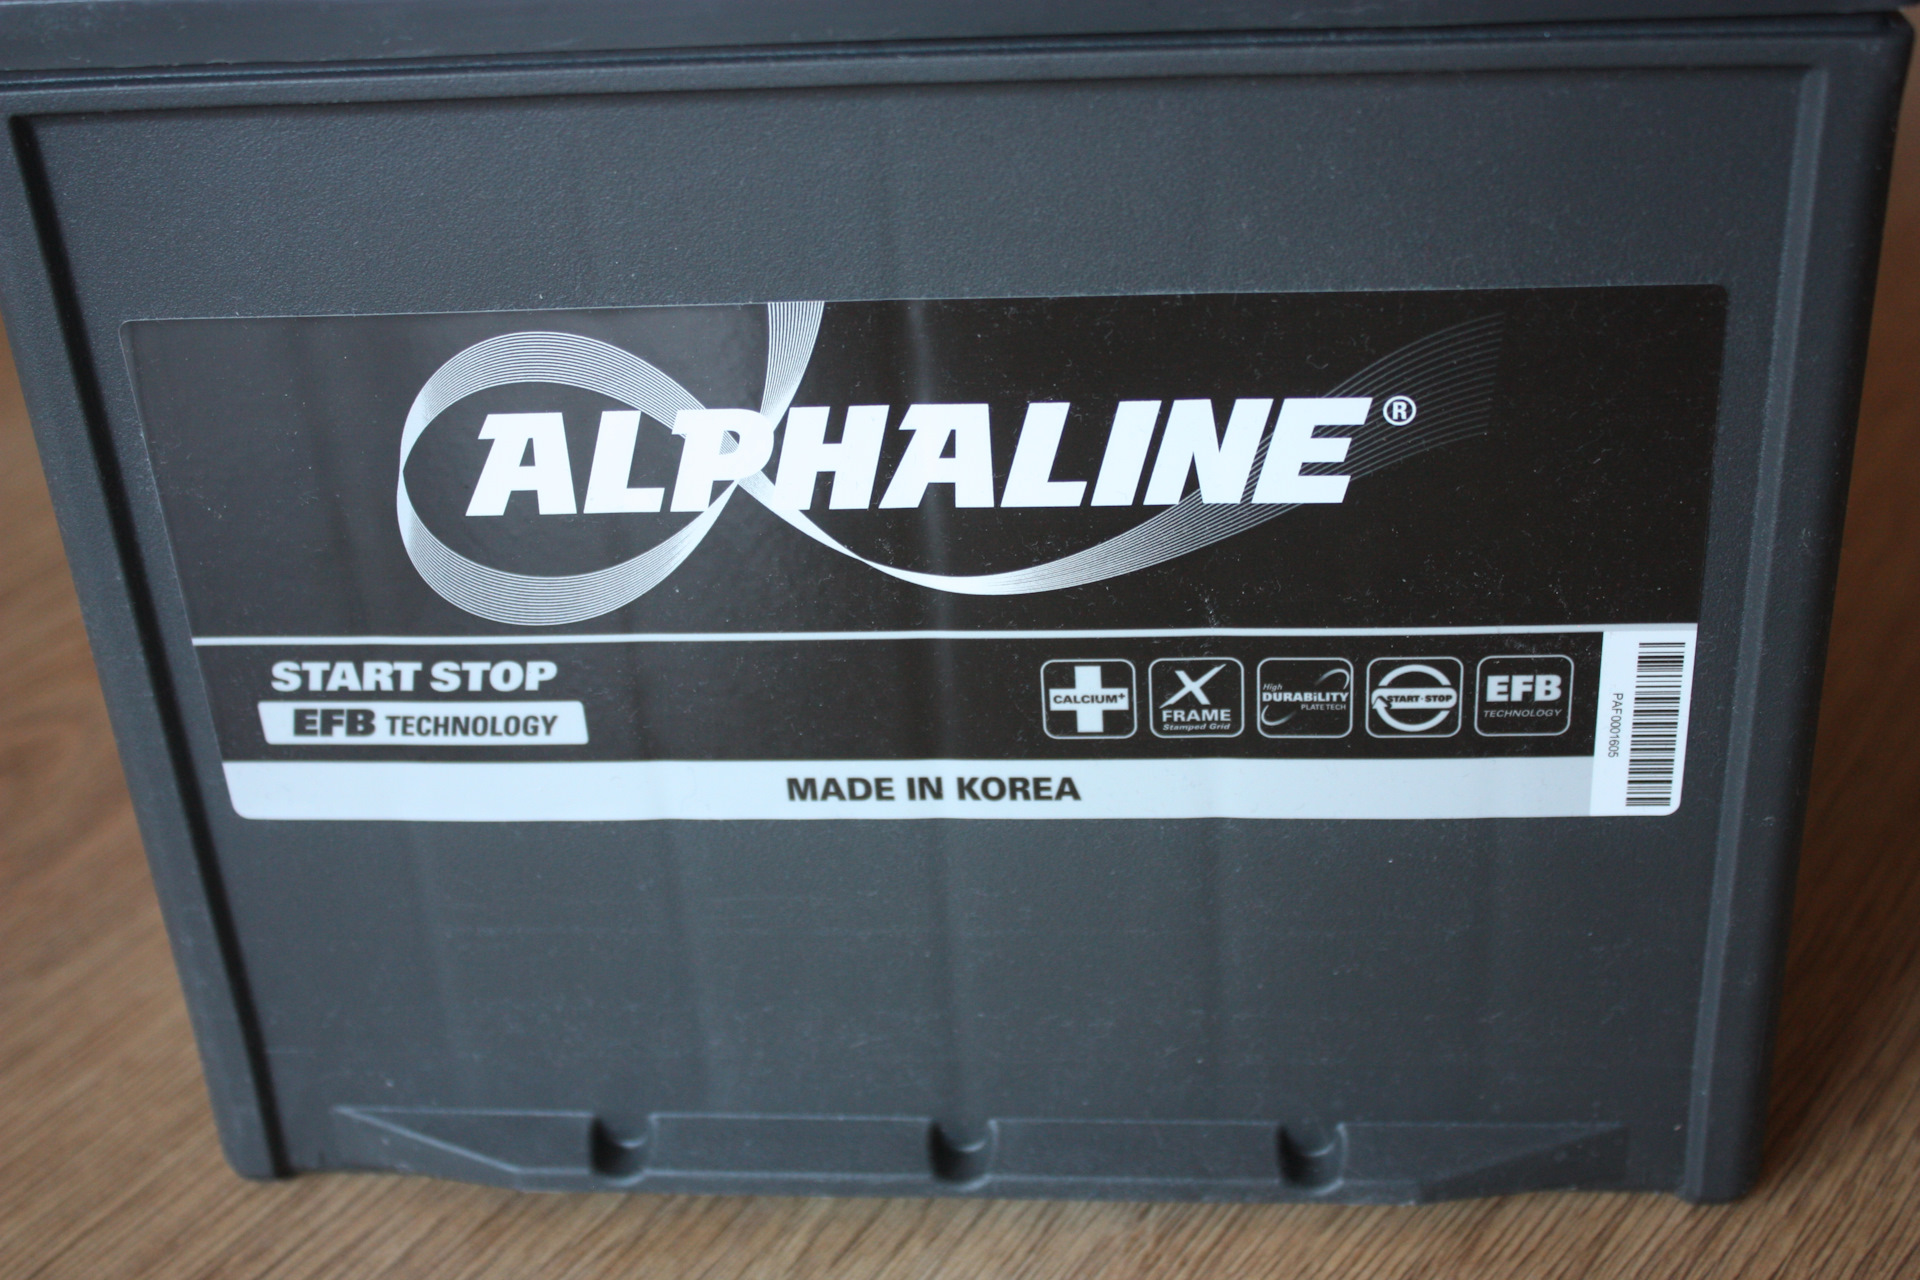 ALPHALINE®
START STOP
EFB TECHNOLOGY
CALCIUM+
X
FRAME
Stamped Grid
High
DURABiLiTY
PLATE TECH
START·STOP
EFB
TECHNOLOGY
PAF0001605
MADE IN KOREA